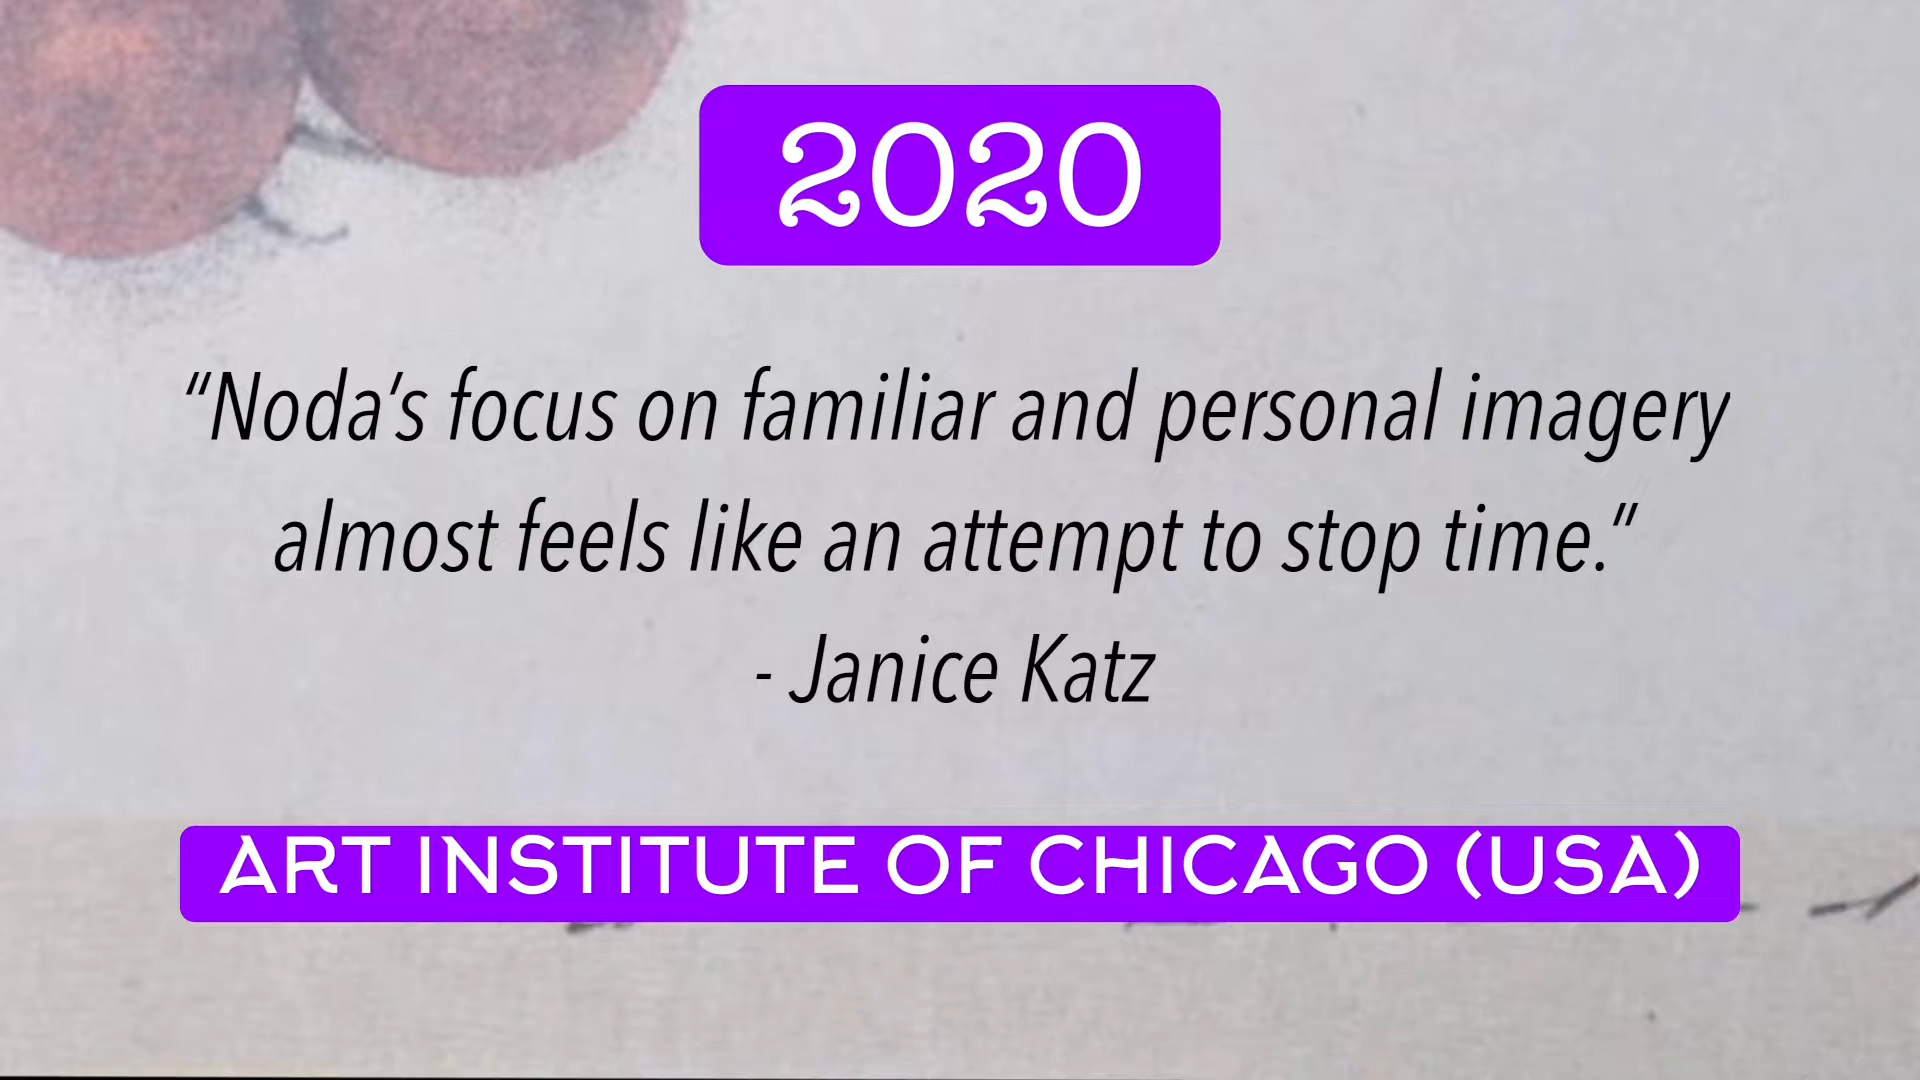 2020
“Noda’s focus on familiar and personal imagery
almost feels like an attempt to stop time.”
- Janice Katz
ART INSTITUTE OF CHICAGO (USA)